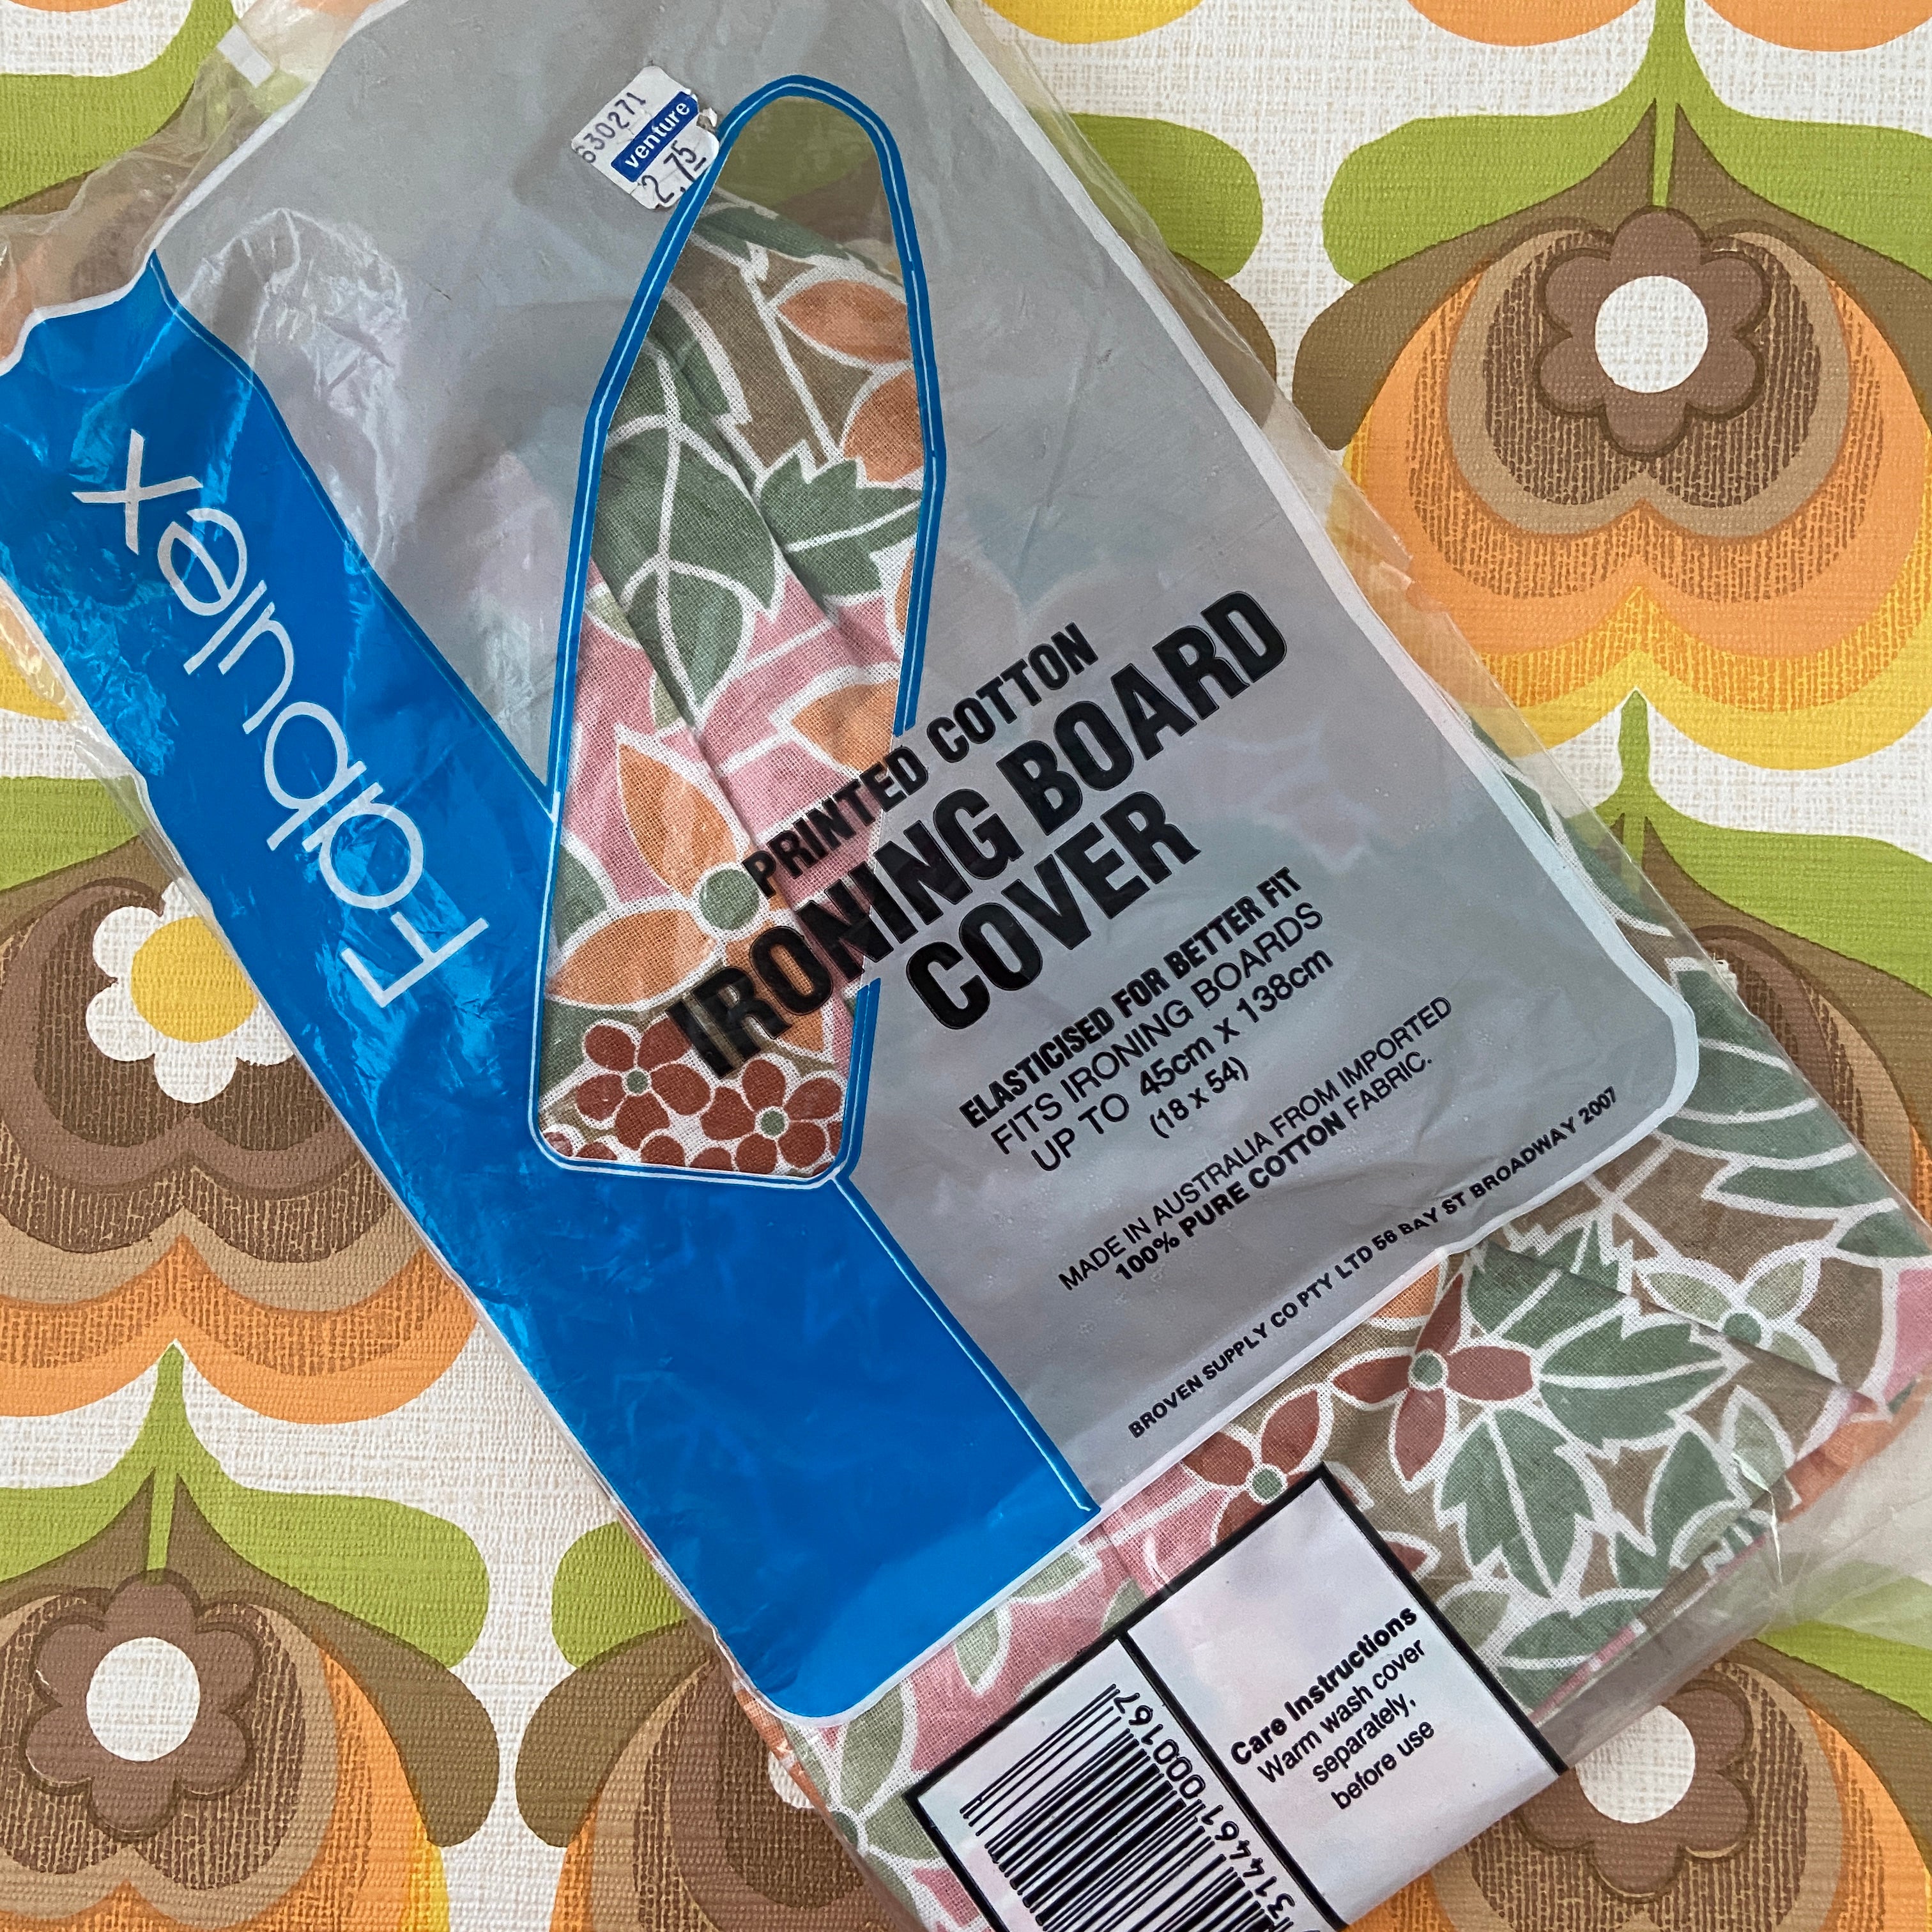 630271
venture
2.75
Fabulex
PRINTED COTTON
IRONING BOARD
COVER
ELASTICISED FOR BETTER FIT
FITS IRONING BOARDS
UP TO 45cm x 138cm
(18 x 54)
MADE IN AUSTRALIA FROM IMPORTED
100% PURE COTTON FABRIC.
BROVEN SUPPLY CO PTY LTD 56 BAY ST BROADWAY 2007
Care Instructions
Warm wash cover
separately,
before use
314461 000167